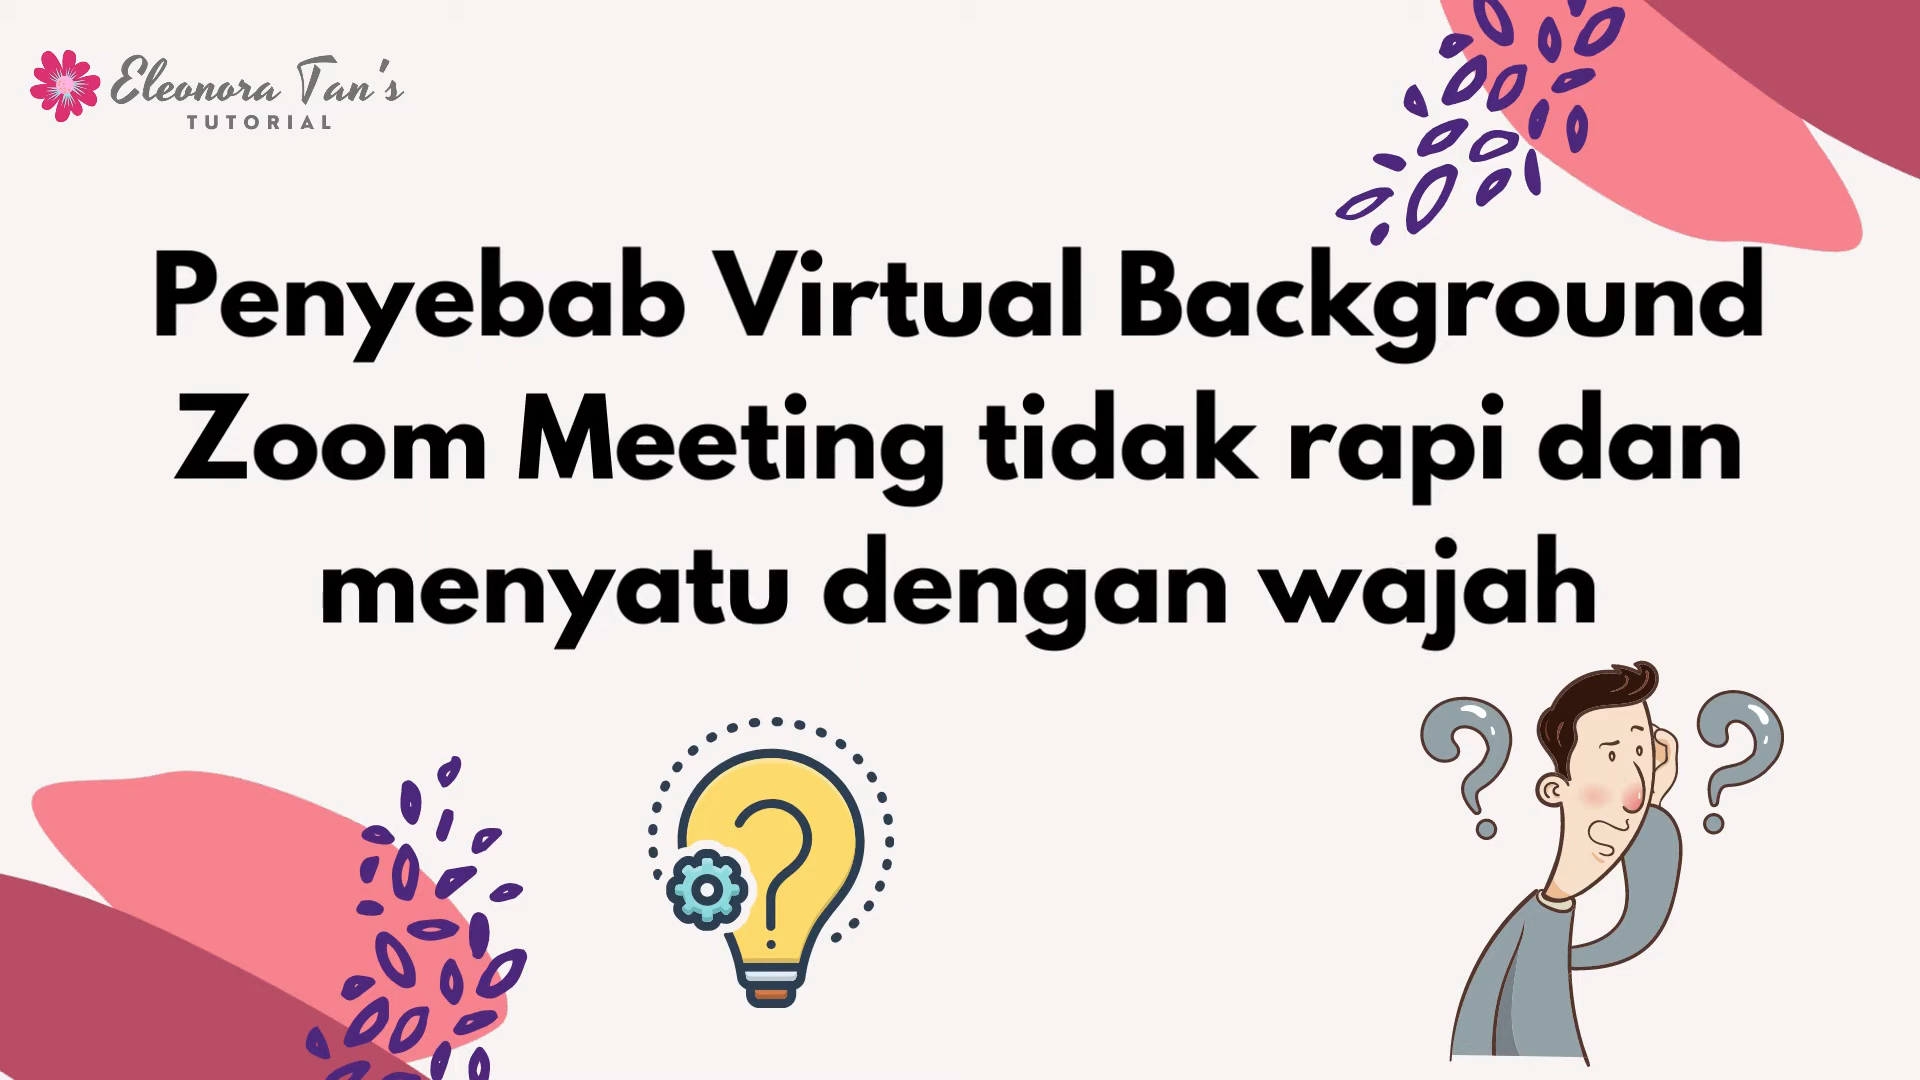 Eleonora Tan's
TUTORIAL
Penyebab Virtual Background
Zoom Meeting tidak rapi dan
menyatu dengan wajah